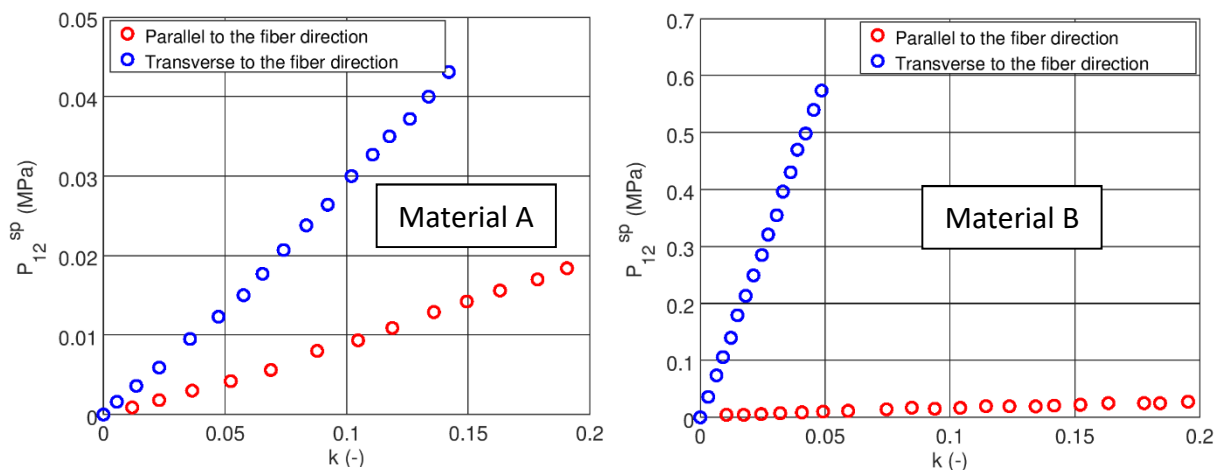 0.05
Parallel to the fiber direction
Transverse to the fiber direction
0.04
0.03
0.02
0.01
0
P12^sp (MPa)
Material A
0 0.05 0.1 0.15 0.2
k (-)
0.7
Parallel to the fiber direction
Transverse to the fiber direction
0.6
0.5
0.4
0.3
0.2
0.1
0
P12^sp (MPa)
Material B
0 0.05 0.1 0.15 0.2
k (-)